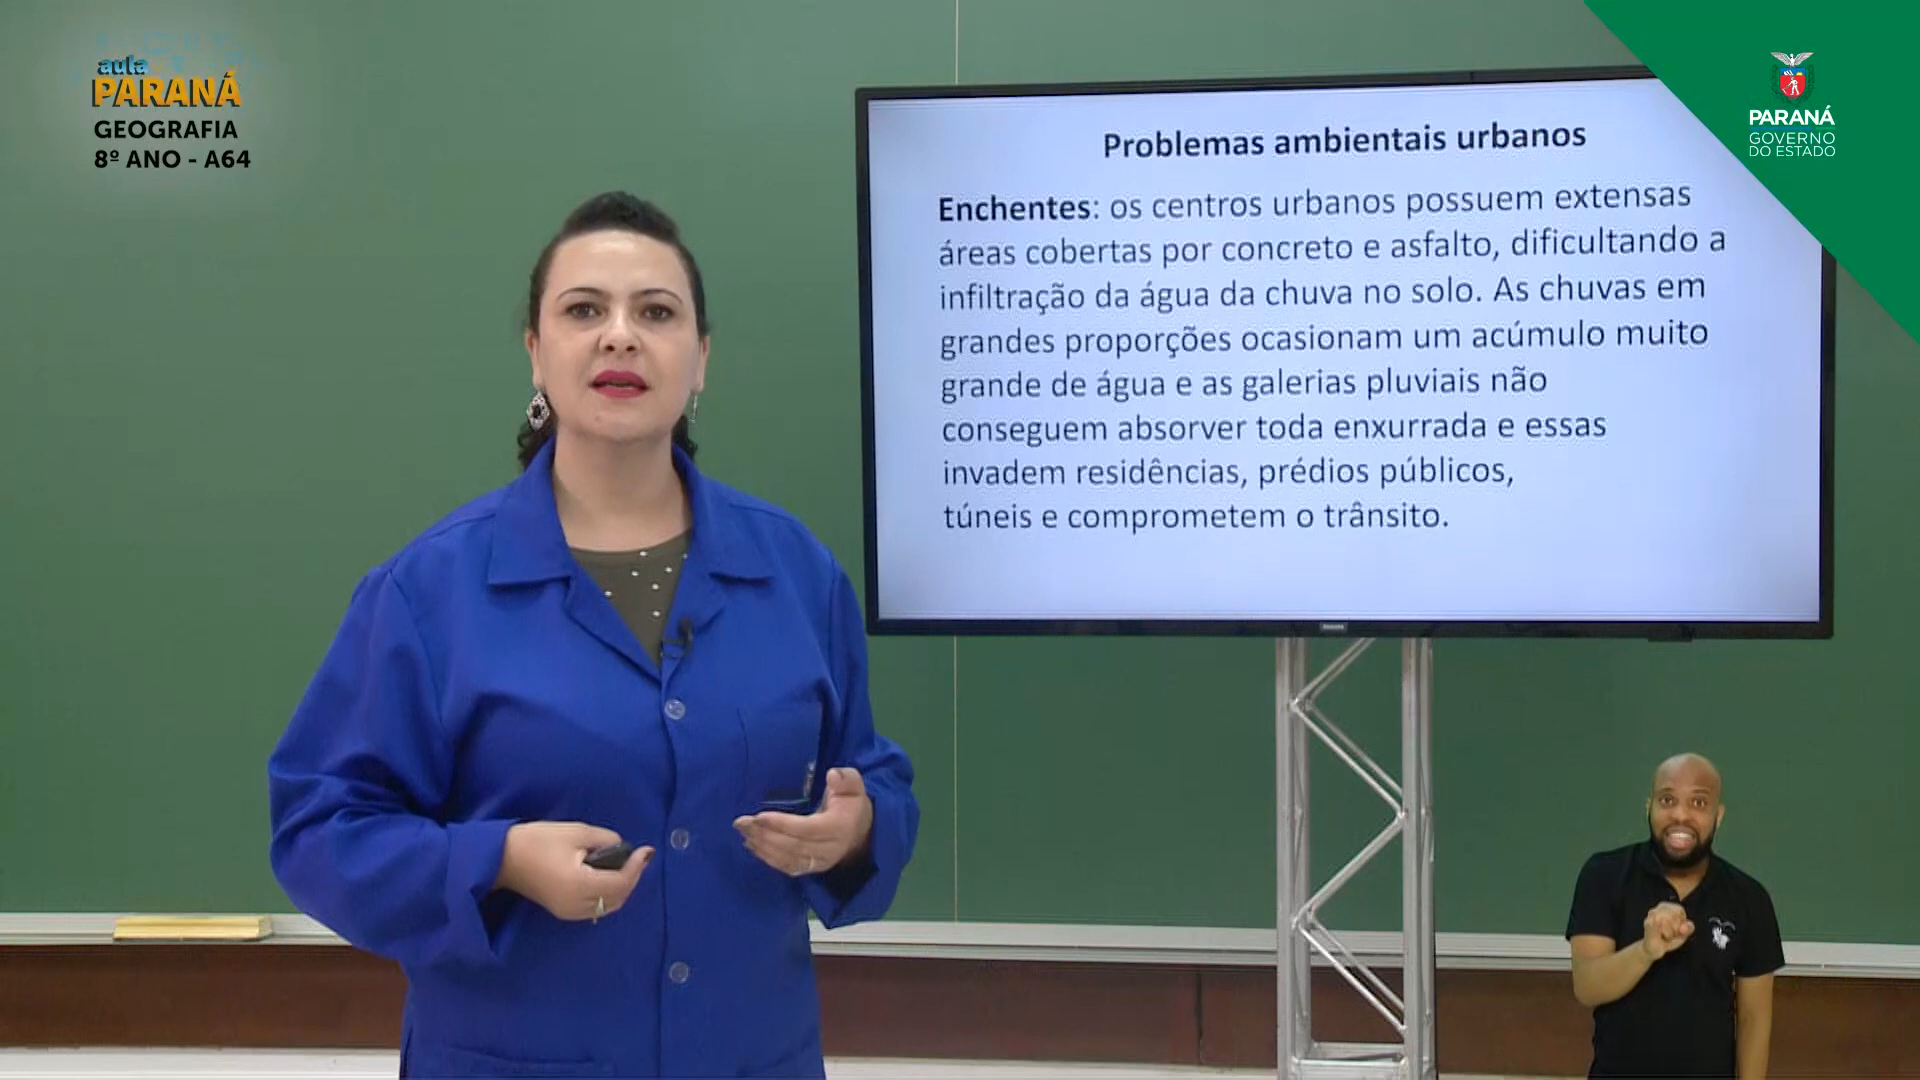 aula
PARANÁ
GEOGRAFIA
8º ANO - A64
PARANÁ
GOVERNO
DO ESTADO
Problemas ambientais urbanos
Enchentes: os centros urbanos possuem extensas
áreas cobertas por concreto e asfalto, dificultando a
infiltração da água da chuva no solo. As chuvas em
grandes proporções ocasionam um acúmulo muito
grande de água e as galerias pluviais não
conseguem absorver toda enxurrada e essas
invadem residências, prédios públicos,
túneis e comprometem o trânsito.